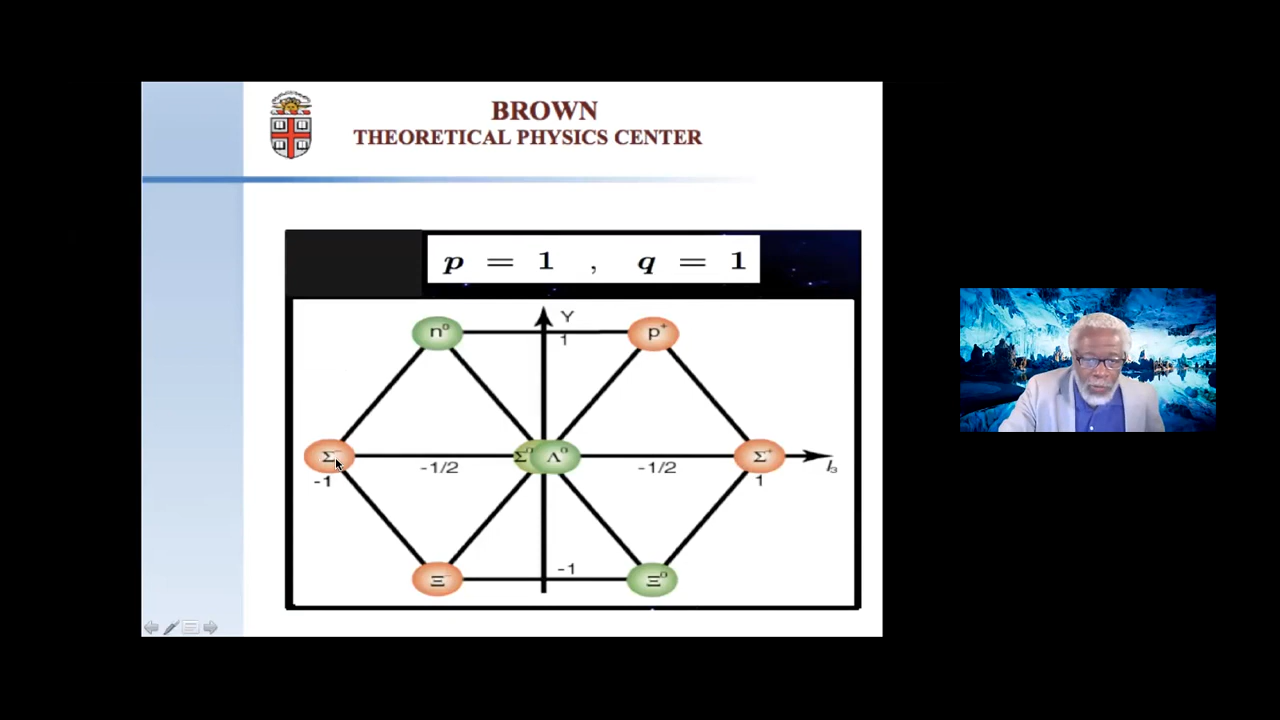 BROWN
THEORETICAL PHYSICS CENTER
p = 1 , q = 1
n⁰
Y
p⁺
1
Σ⁻
Σ⁰
Λ⁰
Σ⁺
I₃
-1
-1/2
-1/2
1
-1
Ξ⁻
Ξ⁰